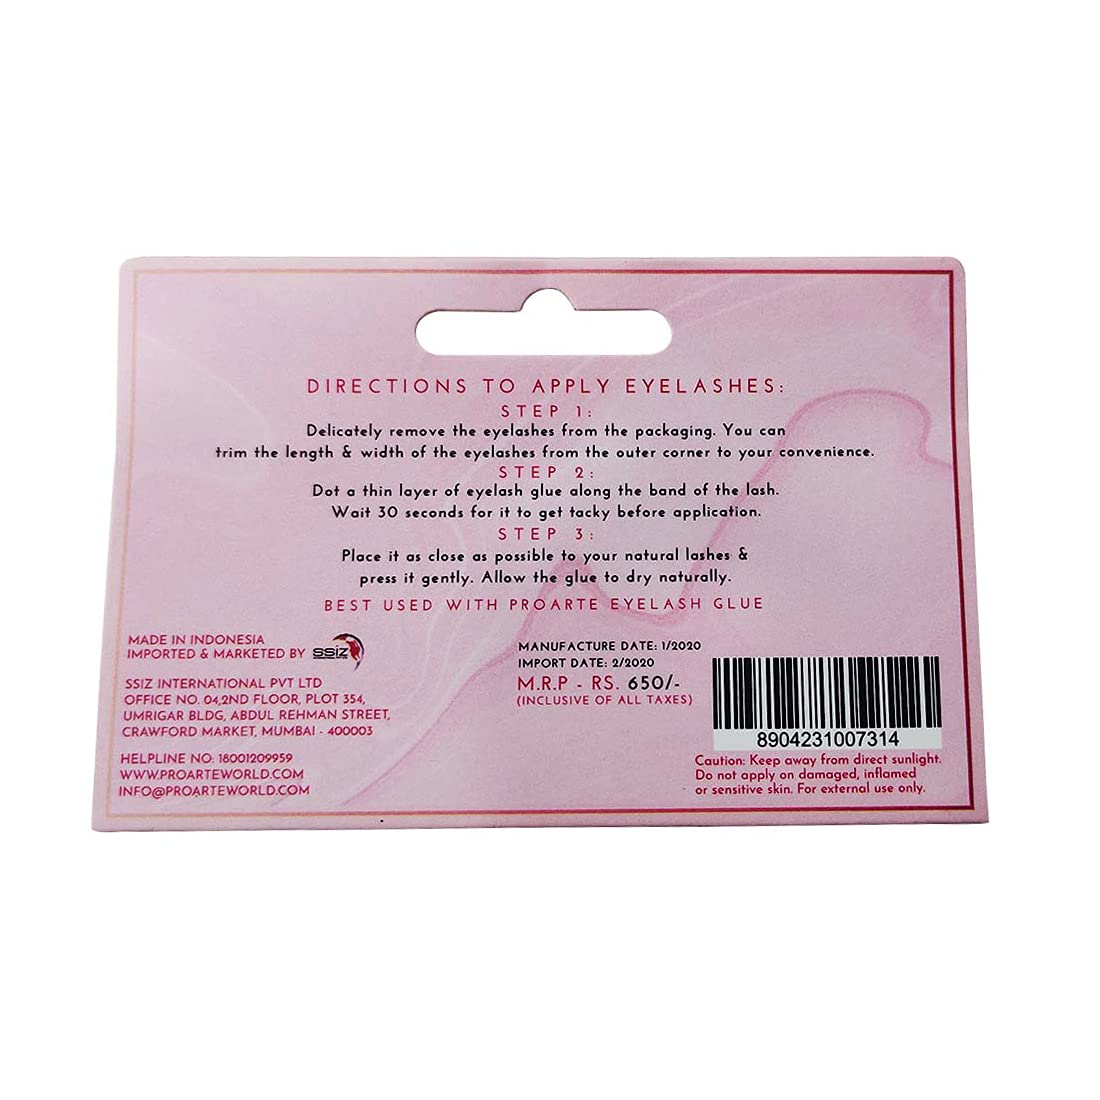 DIRECTIONS TO APPLY EYELASHES:
STEP 1:
Delicately remove the eyelashes from the packaging. You can
trim the length & width of the eyelashes from the outer corner to your convenience.
STEP 2:
Dot a thin layer of eyelash glue along the band of the lash.
Wait 30 seconds for it to get tacky before application.
STEP 3:
Place it as close as possible to your natural lashes &
press it gently. Allow the glue to dry naturally.
BEST USED WITH PROARTE EYELASH GLUE
MADE IN INDONESIA
IMPORTED & MARKETED BY SSIZ
SSIZ INTERNATIONAL PVT LTD
OFFICE NO. 04,2ND FLOOR, PLOT 354,
UMRIGAR BLDG, ABDUL REHMAN STREET,
CRAWFORD MARKET, MUMBAI - 400003
HELPLINE NO: 18001209959
WWW.PROARTEWORLD.COM
INFO@PROARTEWORLD.COM
MANUFACTURE DATE: 1/2020
IMPORT DATE: 2/2020
M.R.P - RS. 650/-
(INCLUSIVE OF ALL TAXES)
8904231007314
Caution: Keep away from direct sunlight.
Do not apply on damaged, inflamed
or sensitive skin. For external use only.